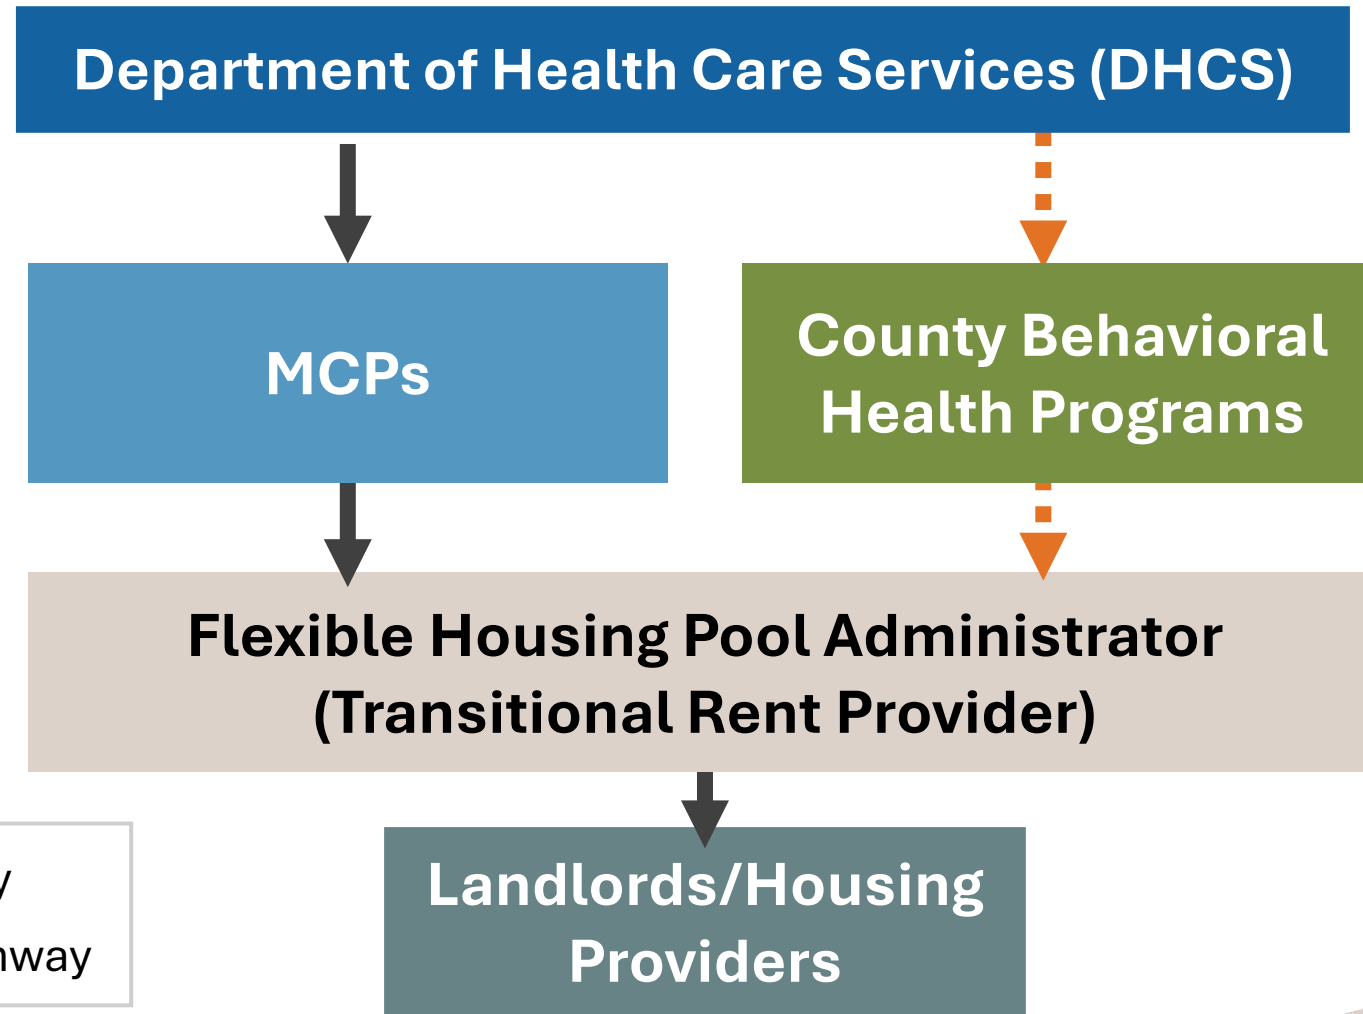 Department of Health Care Services (DHCS)
MCPs
County Behavioral
Health Programs
Flexible Housing Pool Administrator
(Transitional Rent Provider)
Landlords/Housing
Providers